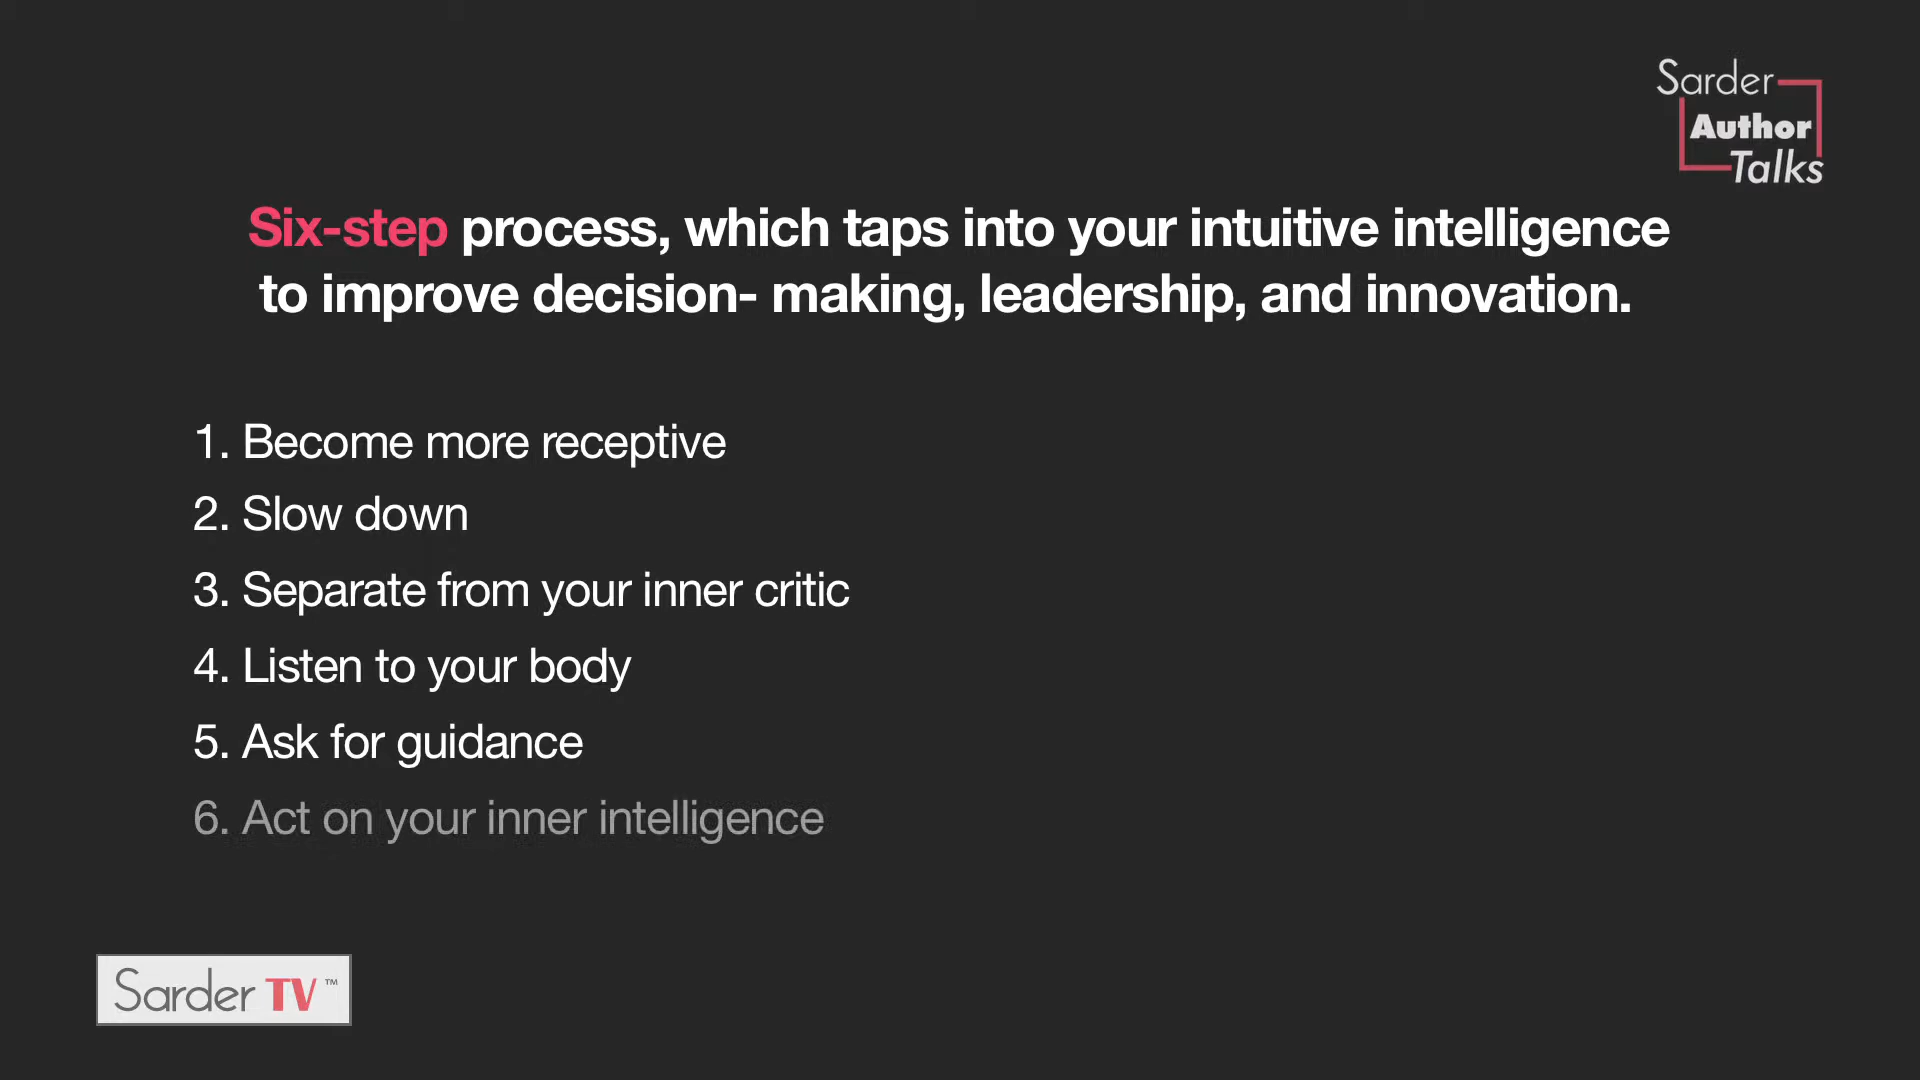 Sarder
Author
Talks
Six-step process, which taps into your intuitive intelligence
to improve decision- making, leadership, and innovation.
1. Become more receptive
2. Slow down
3. Separate from your inner critic
4. Listen to your body
5. Ask for guidance
6. Act on your inner intelligence
Sarder TV™